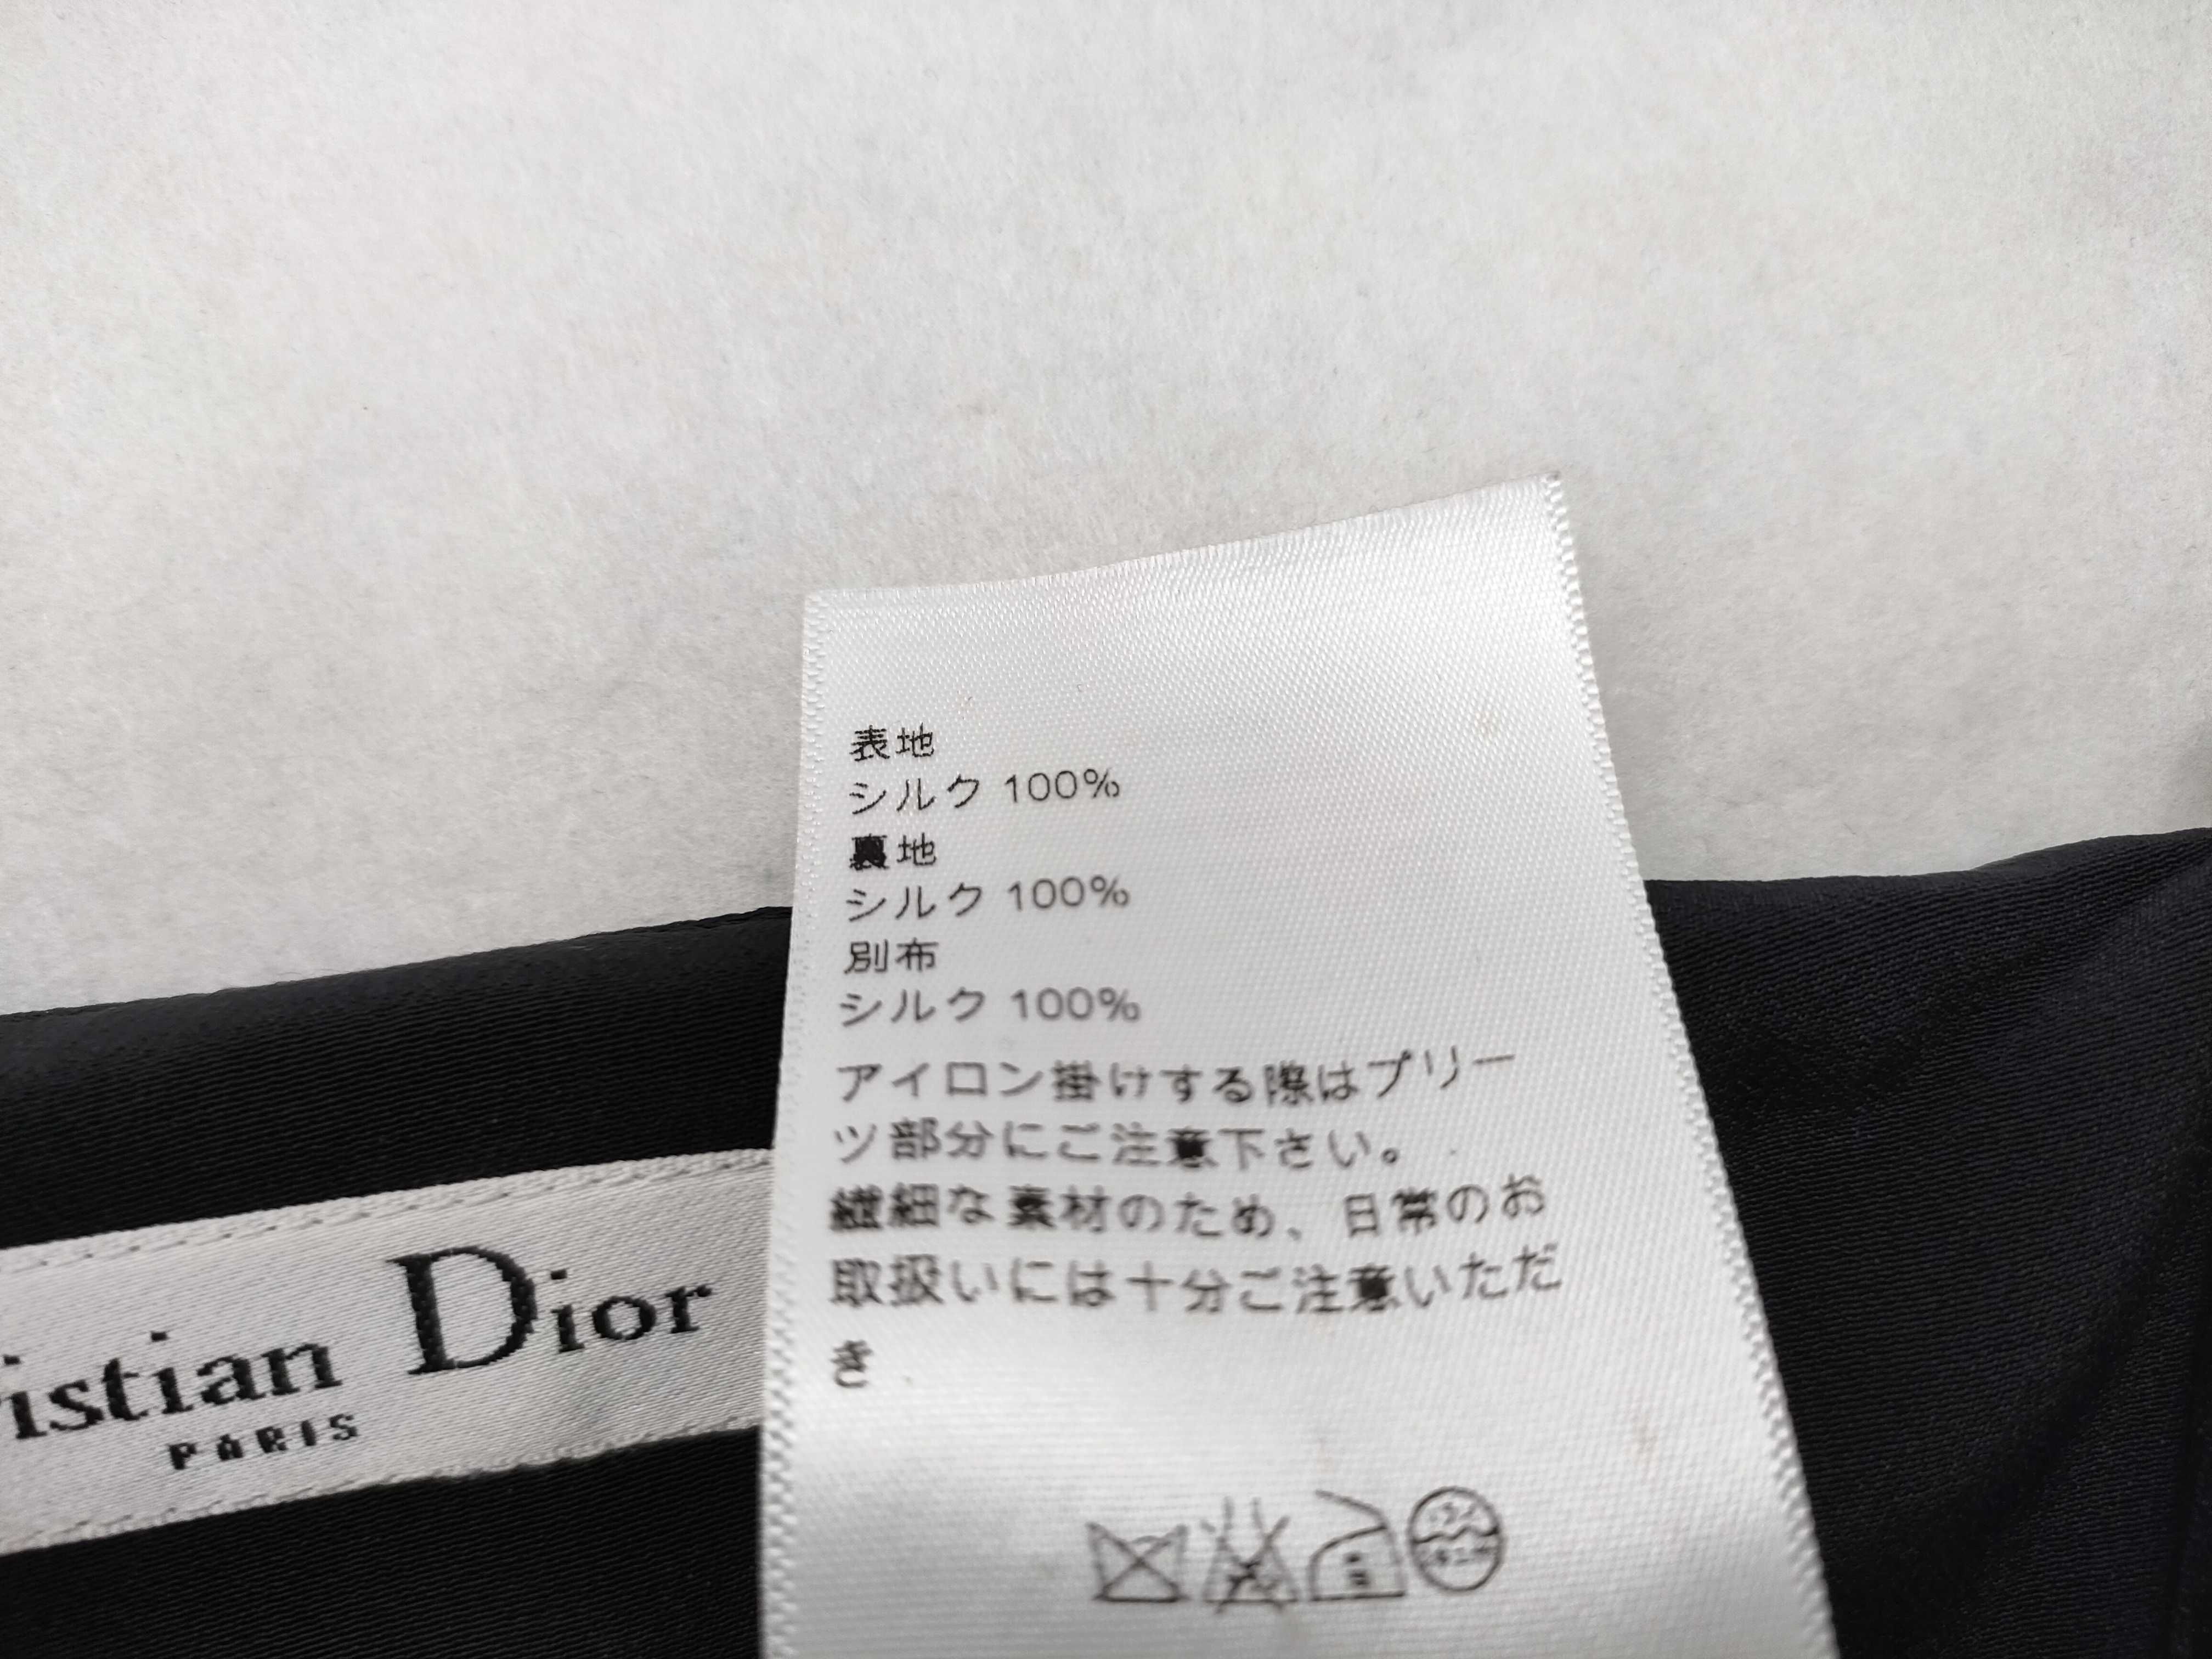 表地
シルク 100%
裏地
シルク 100%
別布
シルク 100%
アイロン掛けする際はプリー
ツ部分にご注意下さい。
繊細な素材のため、日常のお
取扱いには十分ご注意いただ
き
istian Dior
PARIS